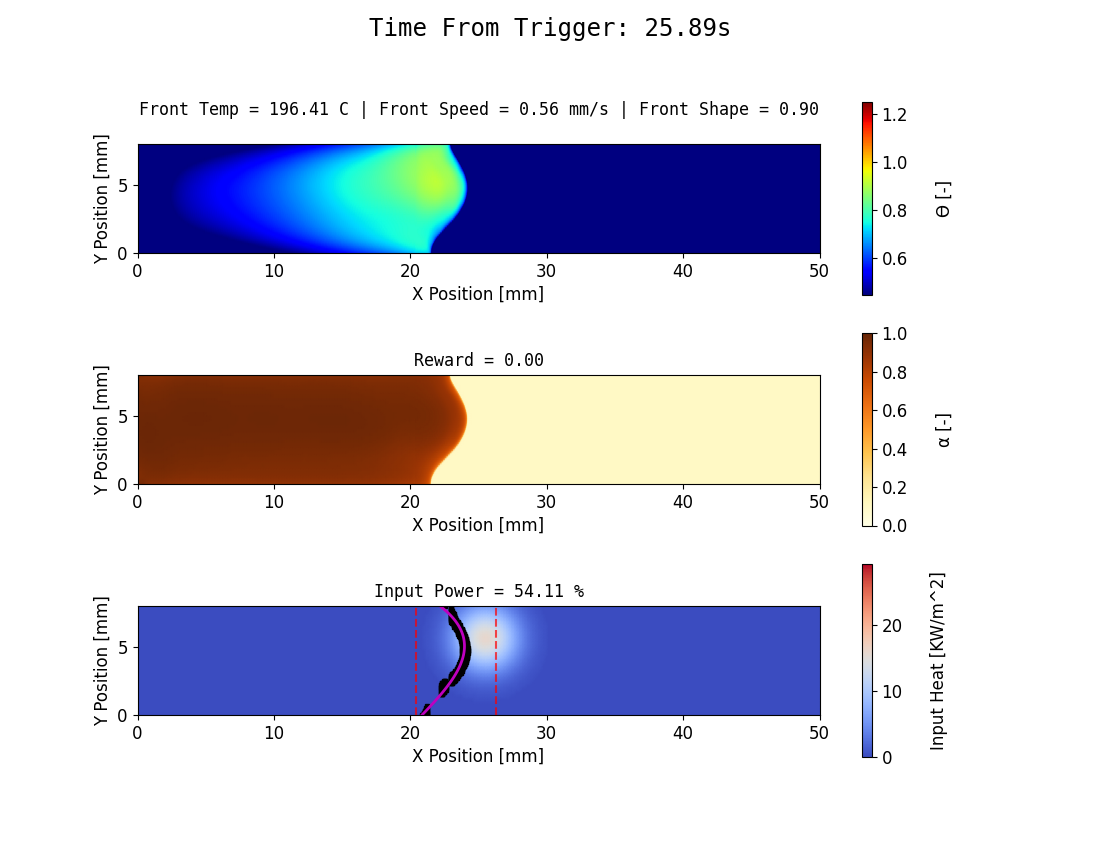 Time From Trigger: 25.89s
Front Temp = 196.41 C | Front Speed = 0.56 mm/s | Front Shape = 0.90
Y Position [mm]
5
0
0 10 20 30 40 50
X Position [mm]
1.2
1.0
0.8
0.6
Θ [-]
Reward = 0.00
Y Position [mm]
5
0
0 10 20 30 40 50
X Position [mm]
1.0
0.8
0.6
0.4
0.2
0.0
α [-]
Input Power = 54.11 %
Y Position [mm]
5
0
0 10 20 30 40 50
X Position [mm]
20
10
0
Input Heat [KW/m^2]